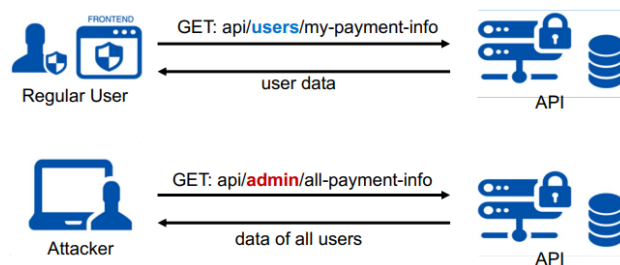 FRONTEND
GET: api/users/my-payment-info
user data
Regular User
API
GET: api/admin/all-payment-info
data of all users
Attacker
API